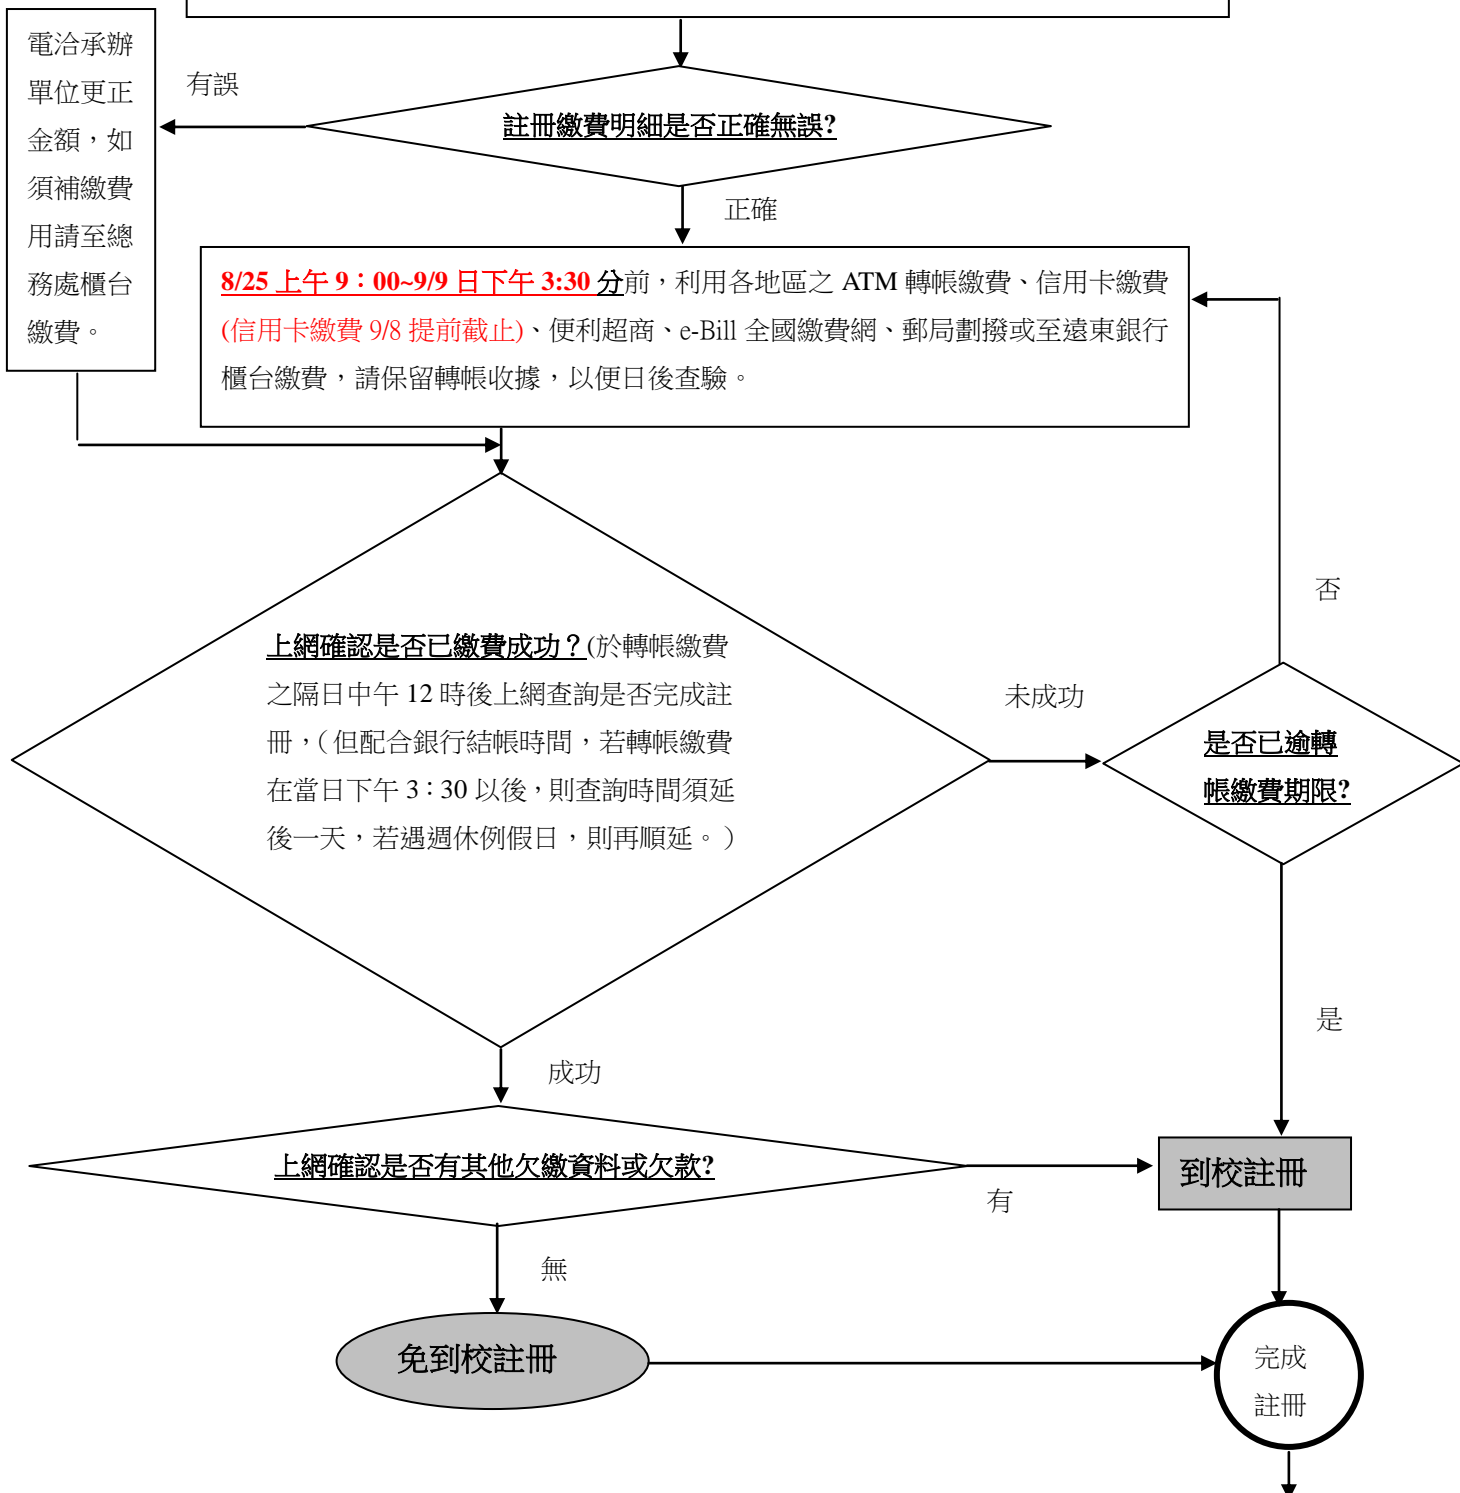 電洽承辦
單位更正
金額，如
須補繳費
用請至總
務處櫃台
繳費。
有誤
註冊繳費明細是否正確無誤?
正確
8/25 上午 9：00~9/9 日下午 3:30 分前，利用各地區之 ATM 轉帳繳費、信用卡繳費
(信用卡繳費 9/8 提前截止)、便利超商、e-Bill 全國繳費網、郵局劃撥或至遠東銀行
櫃台繳費，請保留轉帳收據，以便日後查驗。
否
上網確認是否已繳費成功？(於轉帳繳費
之隔日中午 12 時後上網查詢是否完成註
冊，（但配合銀行結帳時間，若轉帳繳費
在當日下午 3：30 以後，則查詢時間須延
後一天，若遇週休例假日，則再順延。）
未成功
是否已逾轉
帳繳費期限?
是
成功
上網確認是否有其他欠繳資料或欠款?
有
到校註冊
無
免到校註冊
完成
註冊